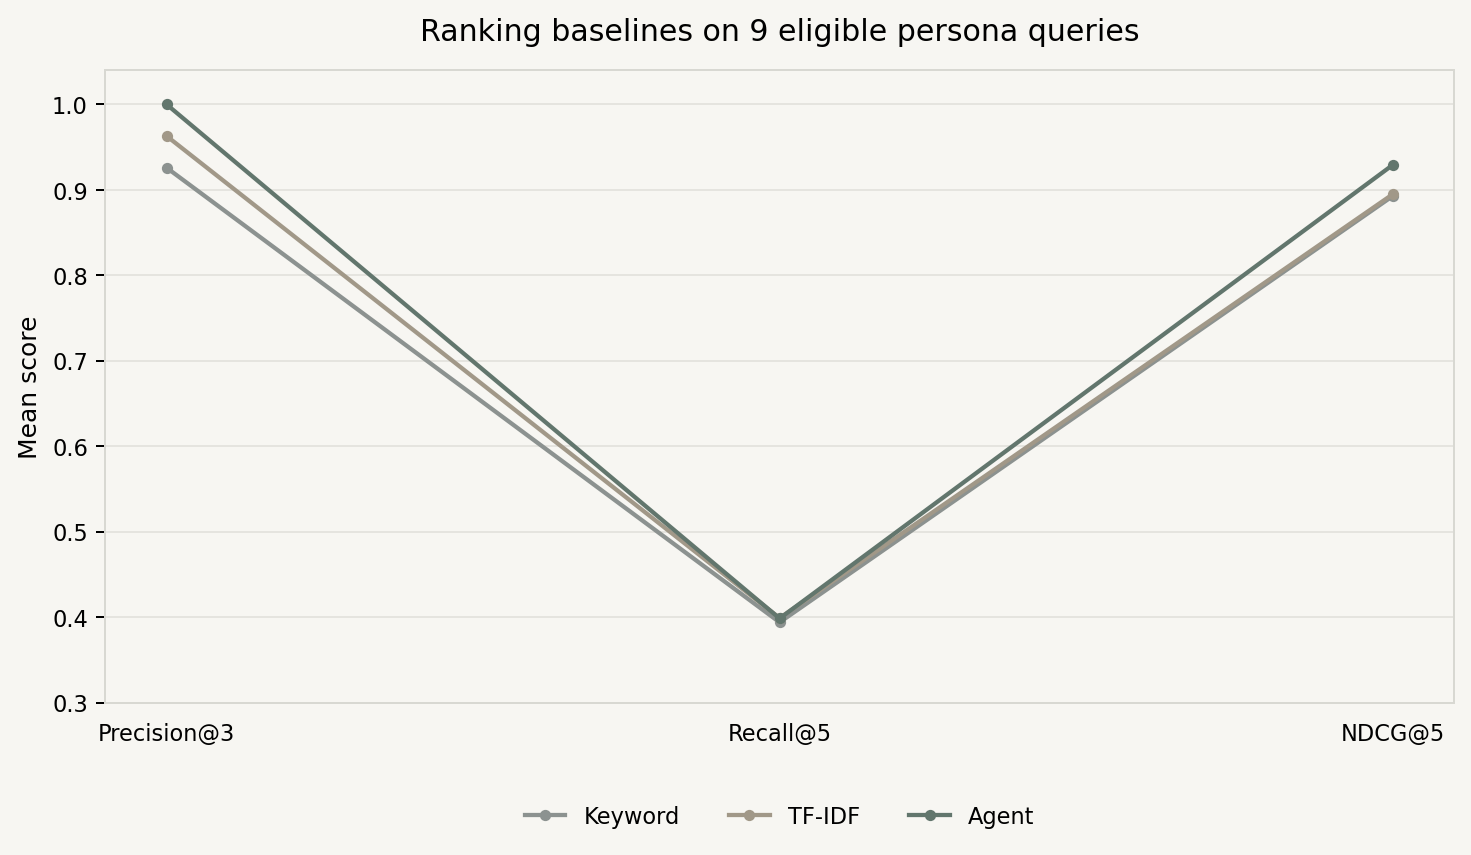 Ranking baselines on 9 eligible persona queries
Mean score
1.0
0.9
0.8
0.7
0.6
0.5
0.4
0.3
Precision@3 Recall@5 NDCG@5
Keyword TF-IDF Agent